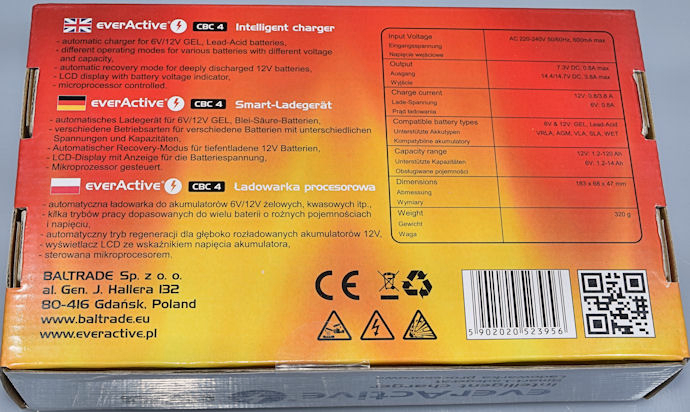 everActive CBC 4 Intelligent charger
- automatic charger for 6V/12V GEL, Lead-Acid batteries,
- different operating modes for various batteries with different voltage
and capacity,
- automatic recovery mode for deeply discharged 12V batteries,
- LCD display with battery voltage indicator,
- microprocessor controlled.
everActive CBC 4 Smart-Ladegerät
- automatisches Ladegerät für 6V/12V GEL, Blei-Säure-Batterien,
- verschiedene Betriebsarten für verschiedene Batterien mit unterschiedlichen
Spannungen und Kapazitäten,
- Automatischer Recovery-Modus für tiefentladene 12V Batterien,
- LCD-Display mit Anzeige für die Batteriespannung,
- Mikroprozessor gesteuert.
everActive CBC 4 Ładowarka procesorowa
- automatyczna ładowarka do akumulatorów 6V/12V żelowych, kwasowych itp.,
- kilka trybów pracy dopasowanych do wielu baterii o różnych pojemnościach
i napięciu,
- automatyczny tryb regeneracji dla głęboko rozładowanych akumulatorów 12V,
- wyświetlacz LCD ze wskaźnikiem napięcia akumulatora,
- sterowana mikroprocesorem.
BALTRADE Sp. z o. o.
al. Gen. J. Hallera 132
80-416 Gdańsk, Poland
www.baltrade.eu
www.everactive.pl
Input Voltage AC 220-240V 50/60Hz, 600mA max
Eingangsspannung
Napięcie wejściowe
Output 7.3V DC, 0.8A max
Ausgang 14.4/14.7V DC, 3.8A max
Wyjście
Charge current 12V: 0.8/3.8 A
Lade-Spannung 6V: 0.8A
Prąd ładowania
Compatible battery types 6V & 12V: GEL, Lead-Acid
Unterstützte Akkutypen VRLA, AGM, VLA, SLA, WET
Kompatybilne akumulatory
Capacity range 12V: 1.2-120 Ah
Unterstützte Kapazitäten 6V: 1.2-14Ah
Obsługiwane pojemności
Dimensions 183 x 68 x 47 mm
Abmessung
Wymiary
Weight 320 g
Gewicht
Waga
CE
5 902020 523956
everActive
Intelligent charger
Smart-Ladegerät
Ładowarka procesorowa